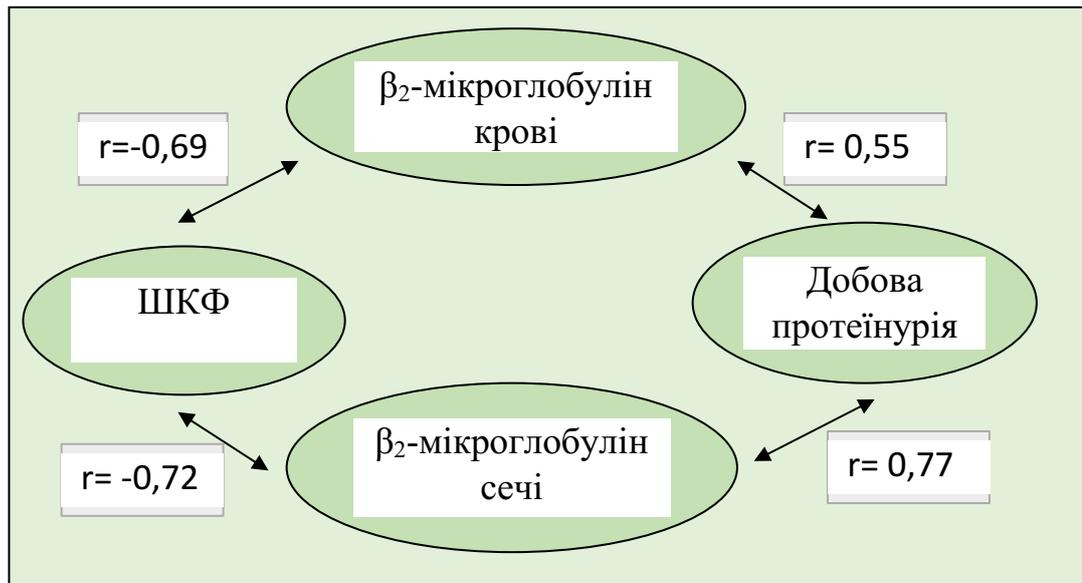 β₂-мікроглобулін
крові
r=-0,69
r= 0,55
ШКФ
Добова
протеїнурія
β₂-мікроглобулін
сечі
r= -0,72
r= 0,77